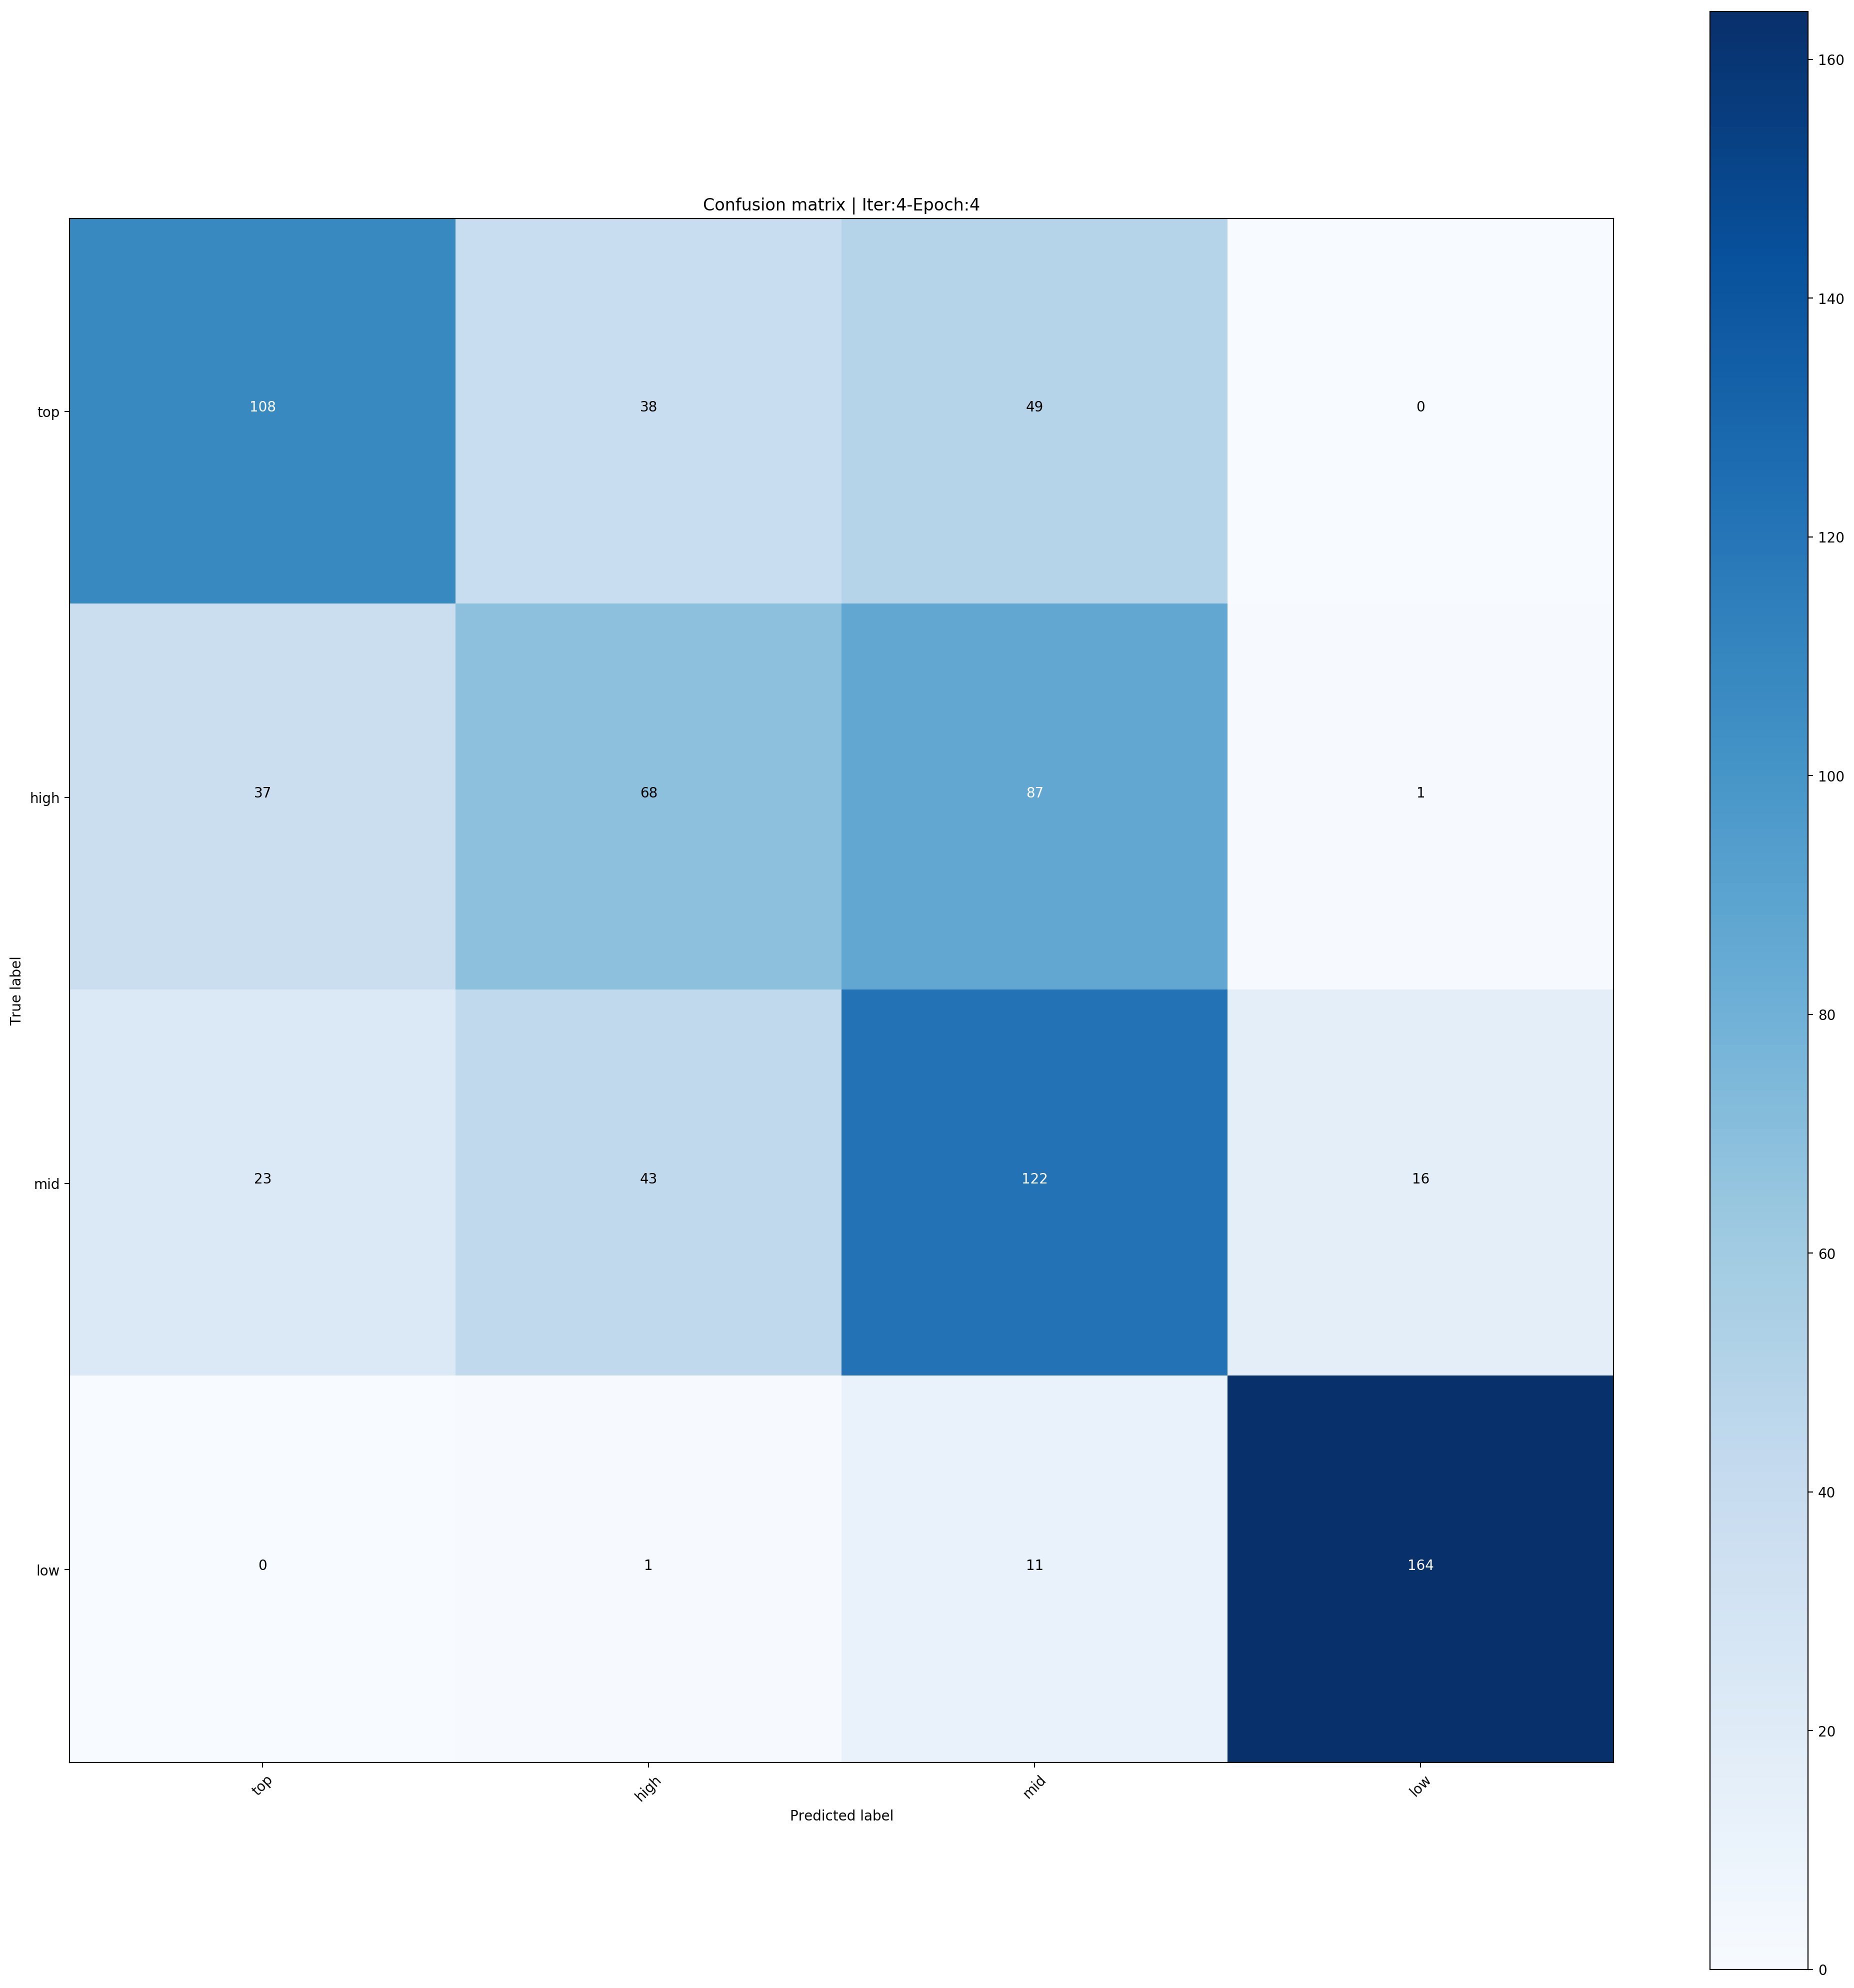 Confusion matrix | Iter:4-Epoch:4
True label
top
108
38
49
0
high
37
68
87
1
mid
23
43
122
16
low
0
1
11
164
top
high
mid
low
Predicted label
160
140
120
100
80
60
40
20
0